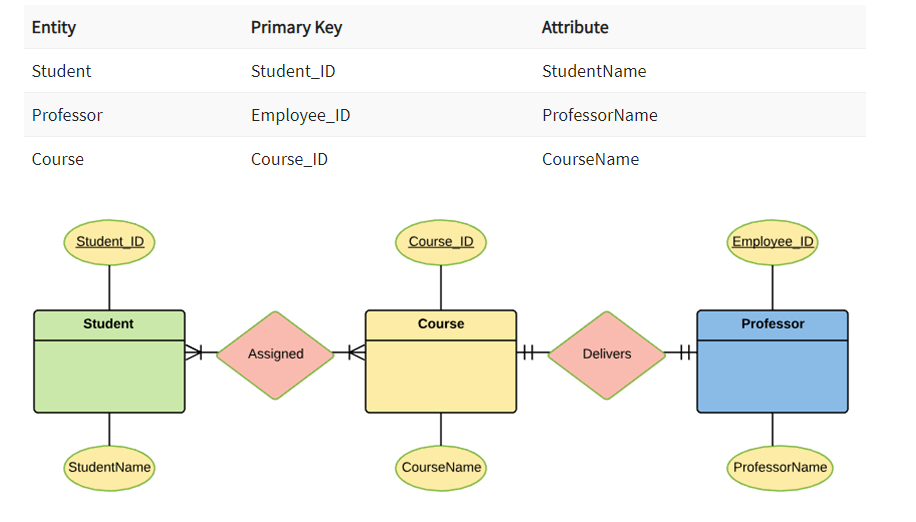 Entity Primary Key Attribute
Student Student_ID StudentName
Professor Employee_ID ProfessorName
Course Course_ID CourseName
Student_ID Course_ID Employee_ID
Student Course Professor
Assigned Delivers
StudentName CourseName ProfessorName